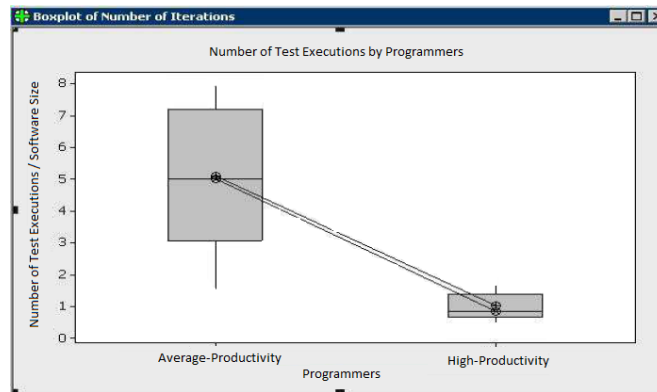 Boxplot of Number of Iterations
Number of Test Executions by Programmers
Number of Test Executions / Software Size
8
7
6
5
4
3
2
1
0
Average-Productivity
High-Productivity
Programmers